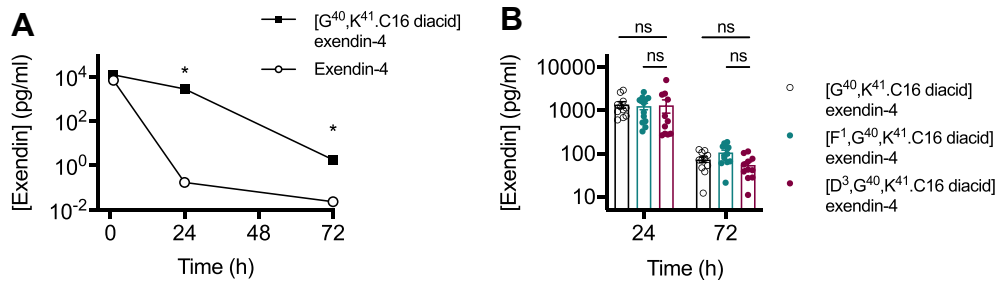 A
[G⁴⁰,K⁴¹.C16 diacid]
exendin-4
Exendin-4
[Exendin] (pg/ml)
10⁴
10²
10⁰
10⁻²
*
*
0
24
48
72
Time (h)
B
ns
ns
ns
ns
[Exendin] (pg/ml)
10000
1000
100
10
24
72
Time (h)
[G⁴⁰,K⁴¹.C16 diacid]
exendin-4
[F¹,G⁴⁰,K⁴¹.C16 diacid]
exendin-4
[D³,G⁴⁰,K⁴¹.C16 diacid]
exendin-4